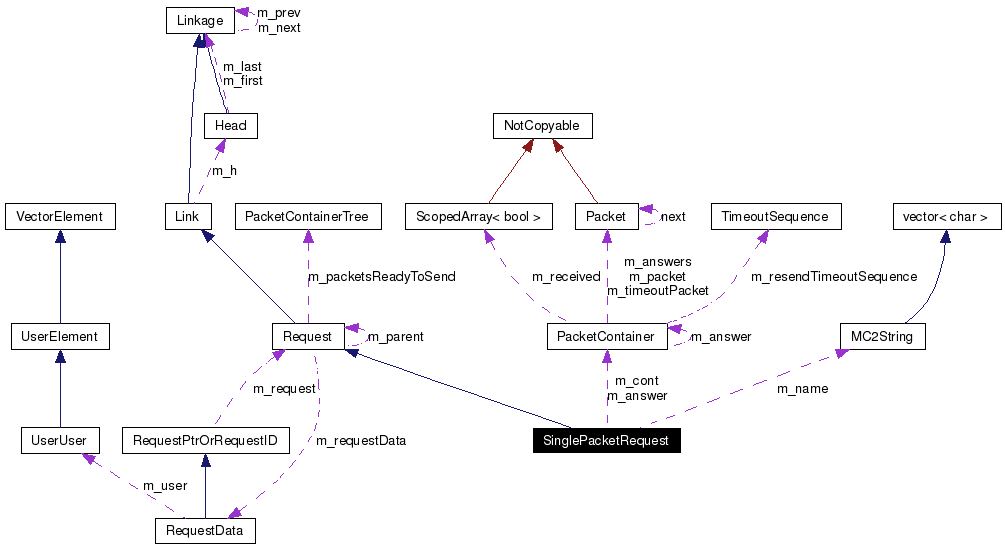 Linkage
m_prev
m_next
m_last
m_first
Head
NotCopyable
m_h
VectorElement
Link
PacketContainerTree
ScopedArray< bool >
Packet
next
TimeoutSequence
vector< char >
m_packetsReadyToSend
m_received
m_answers
m_packet
m_timeoutPacket
m_resendTimeoutSequence
UserElement
Request
m_parent
PacketContainer
m_answer
MC2String
m_request
m_cont
m_answer
m_name
UserUser
RequestPtrOrRequestID
m_requestData
SinglePacketRequest
m_user
RequestData